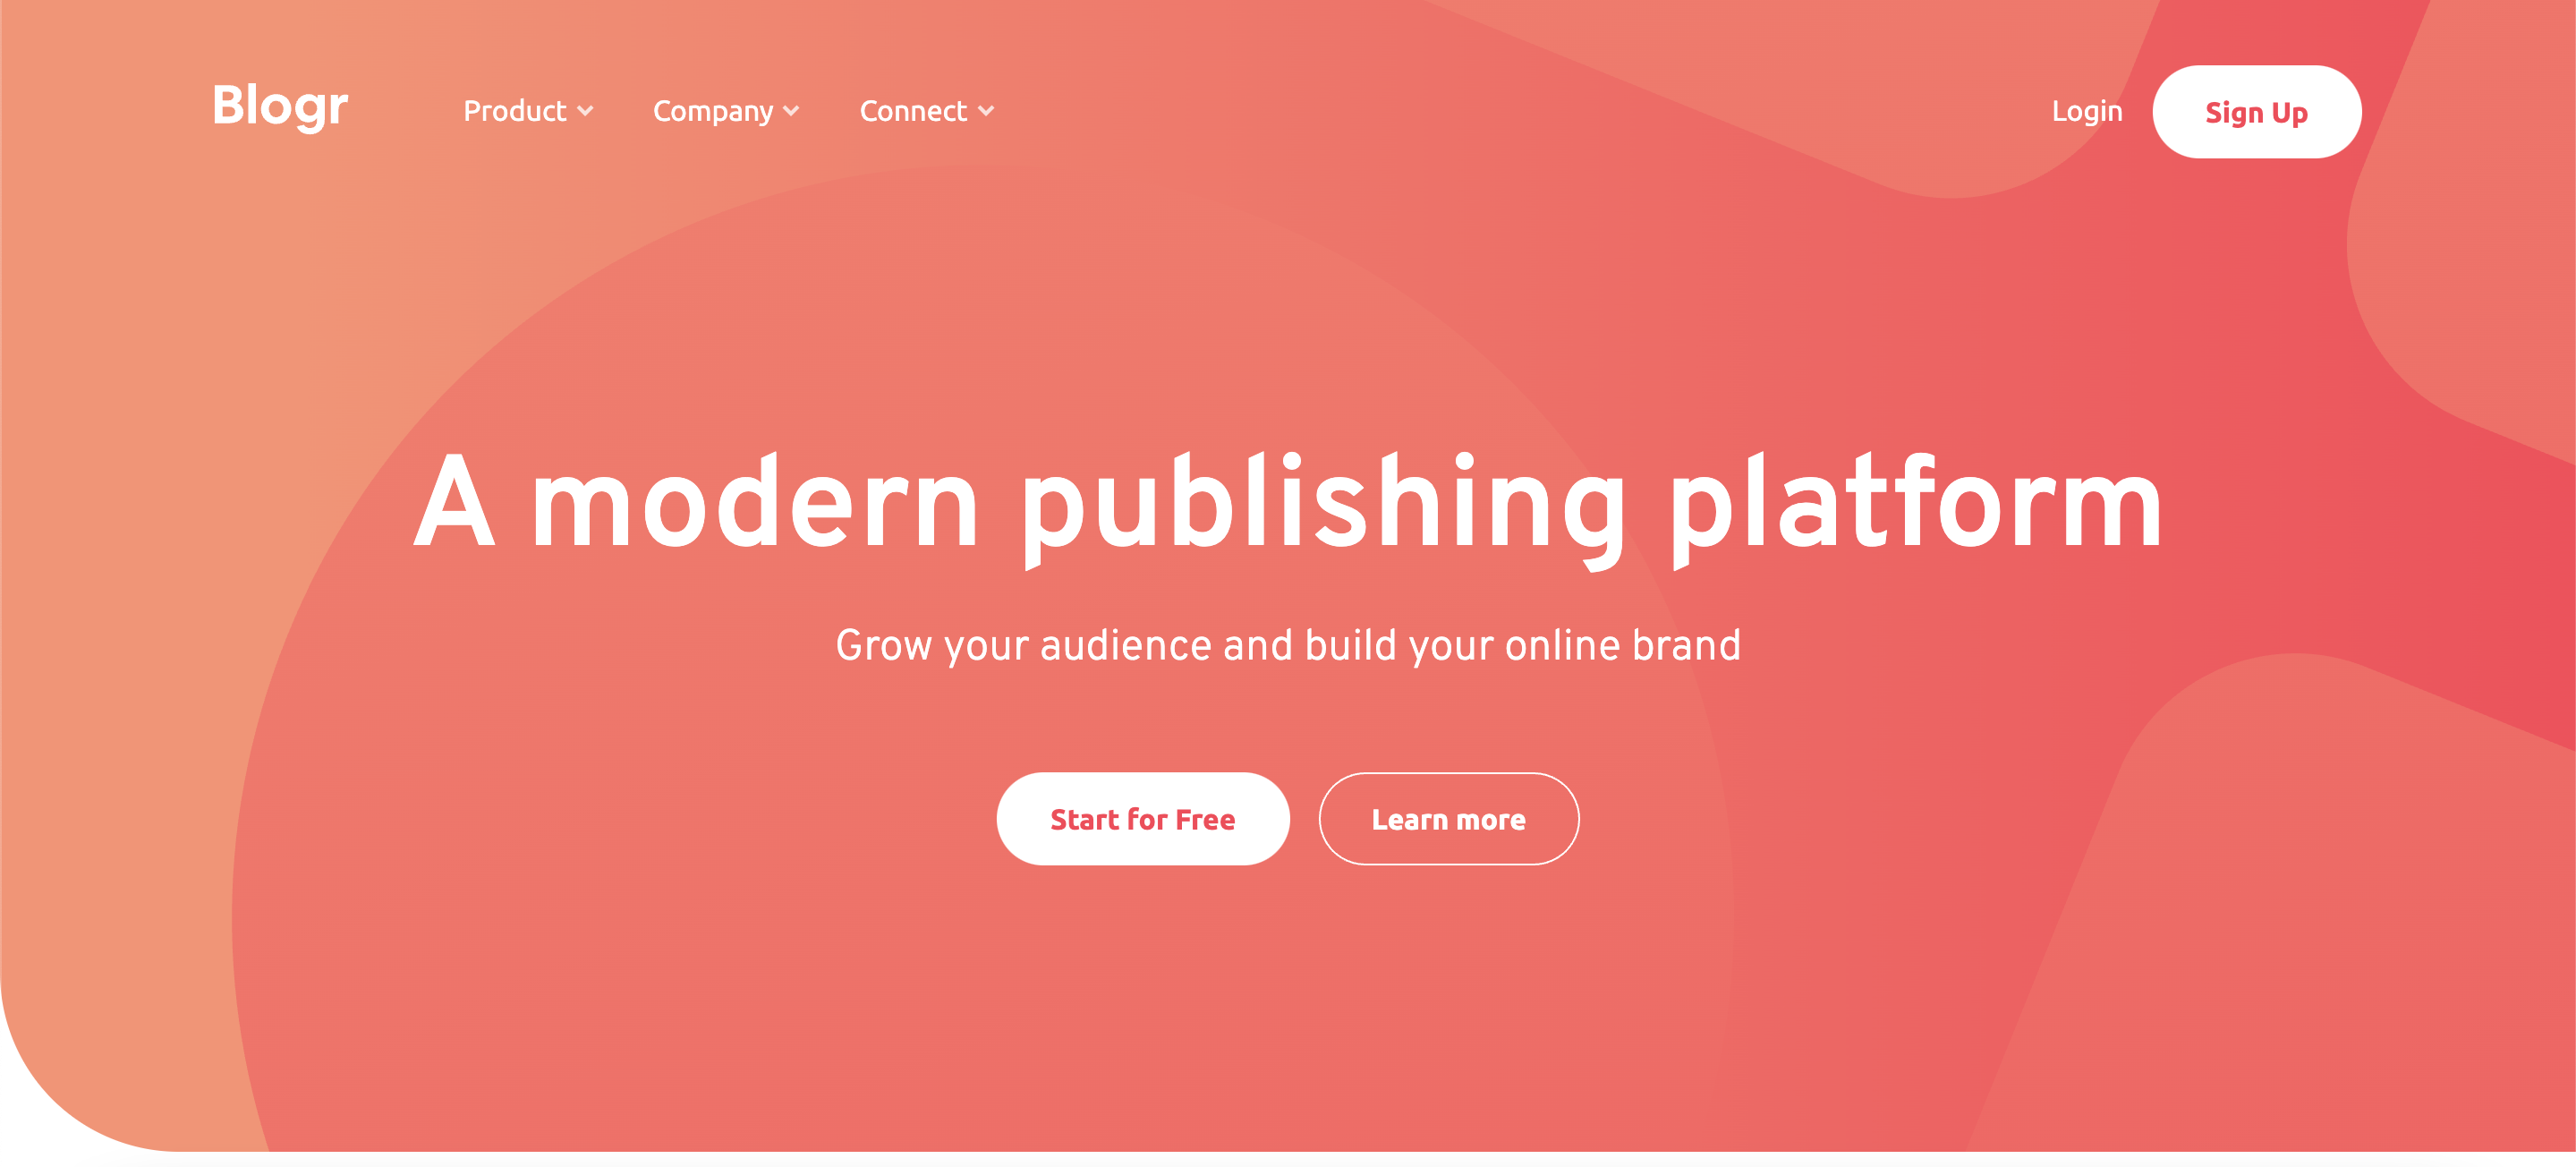 Blogr Product Company Connect Login Sign Up
A modern publishing platform
Grow your audience and build your online brand
Start for Free Learn more